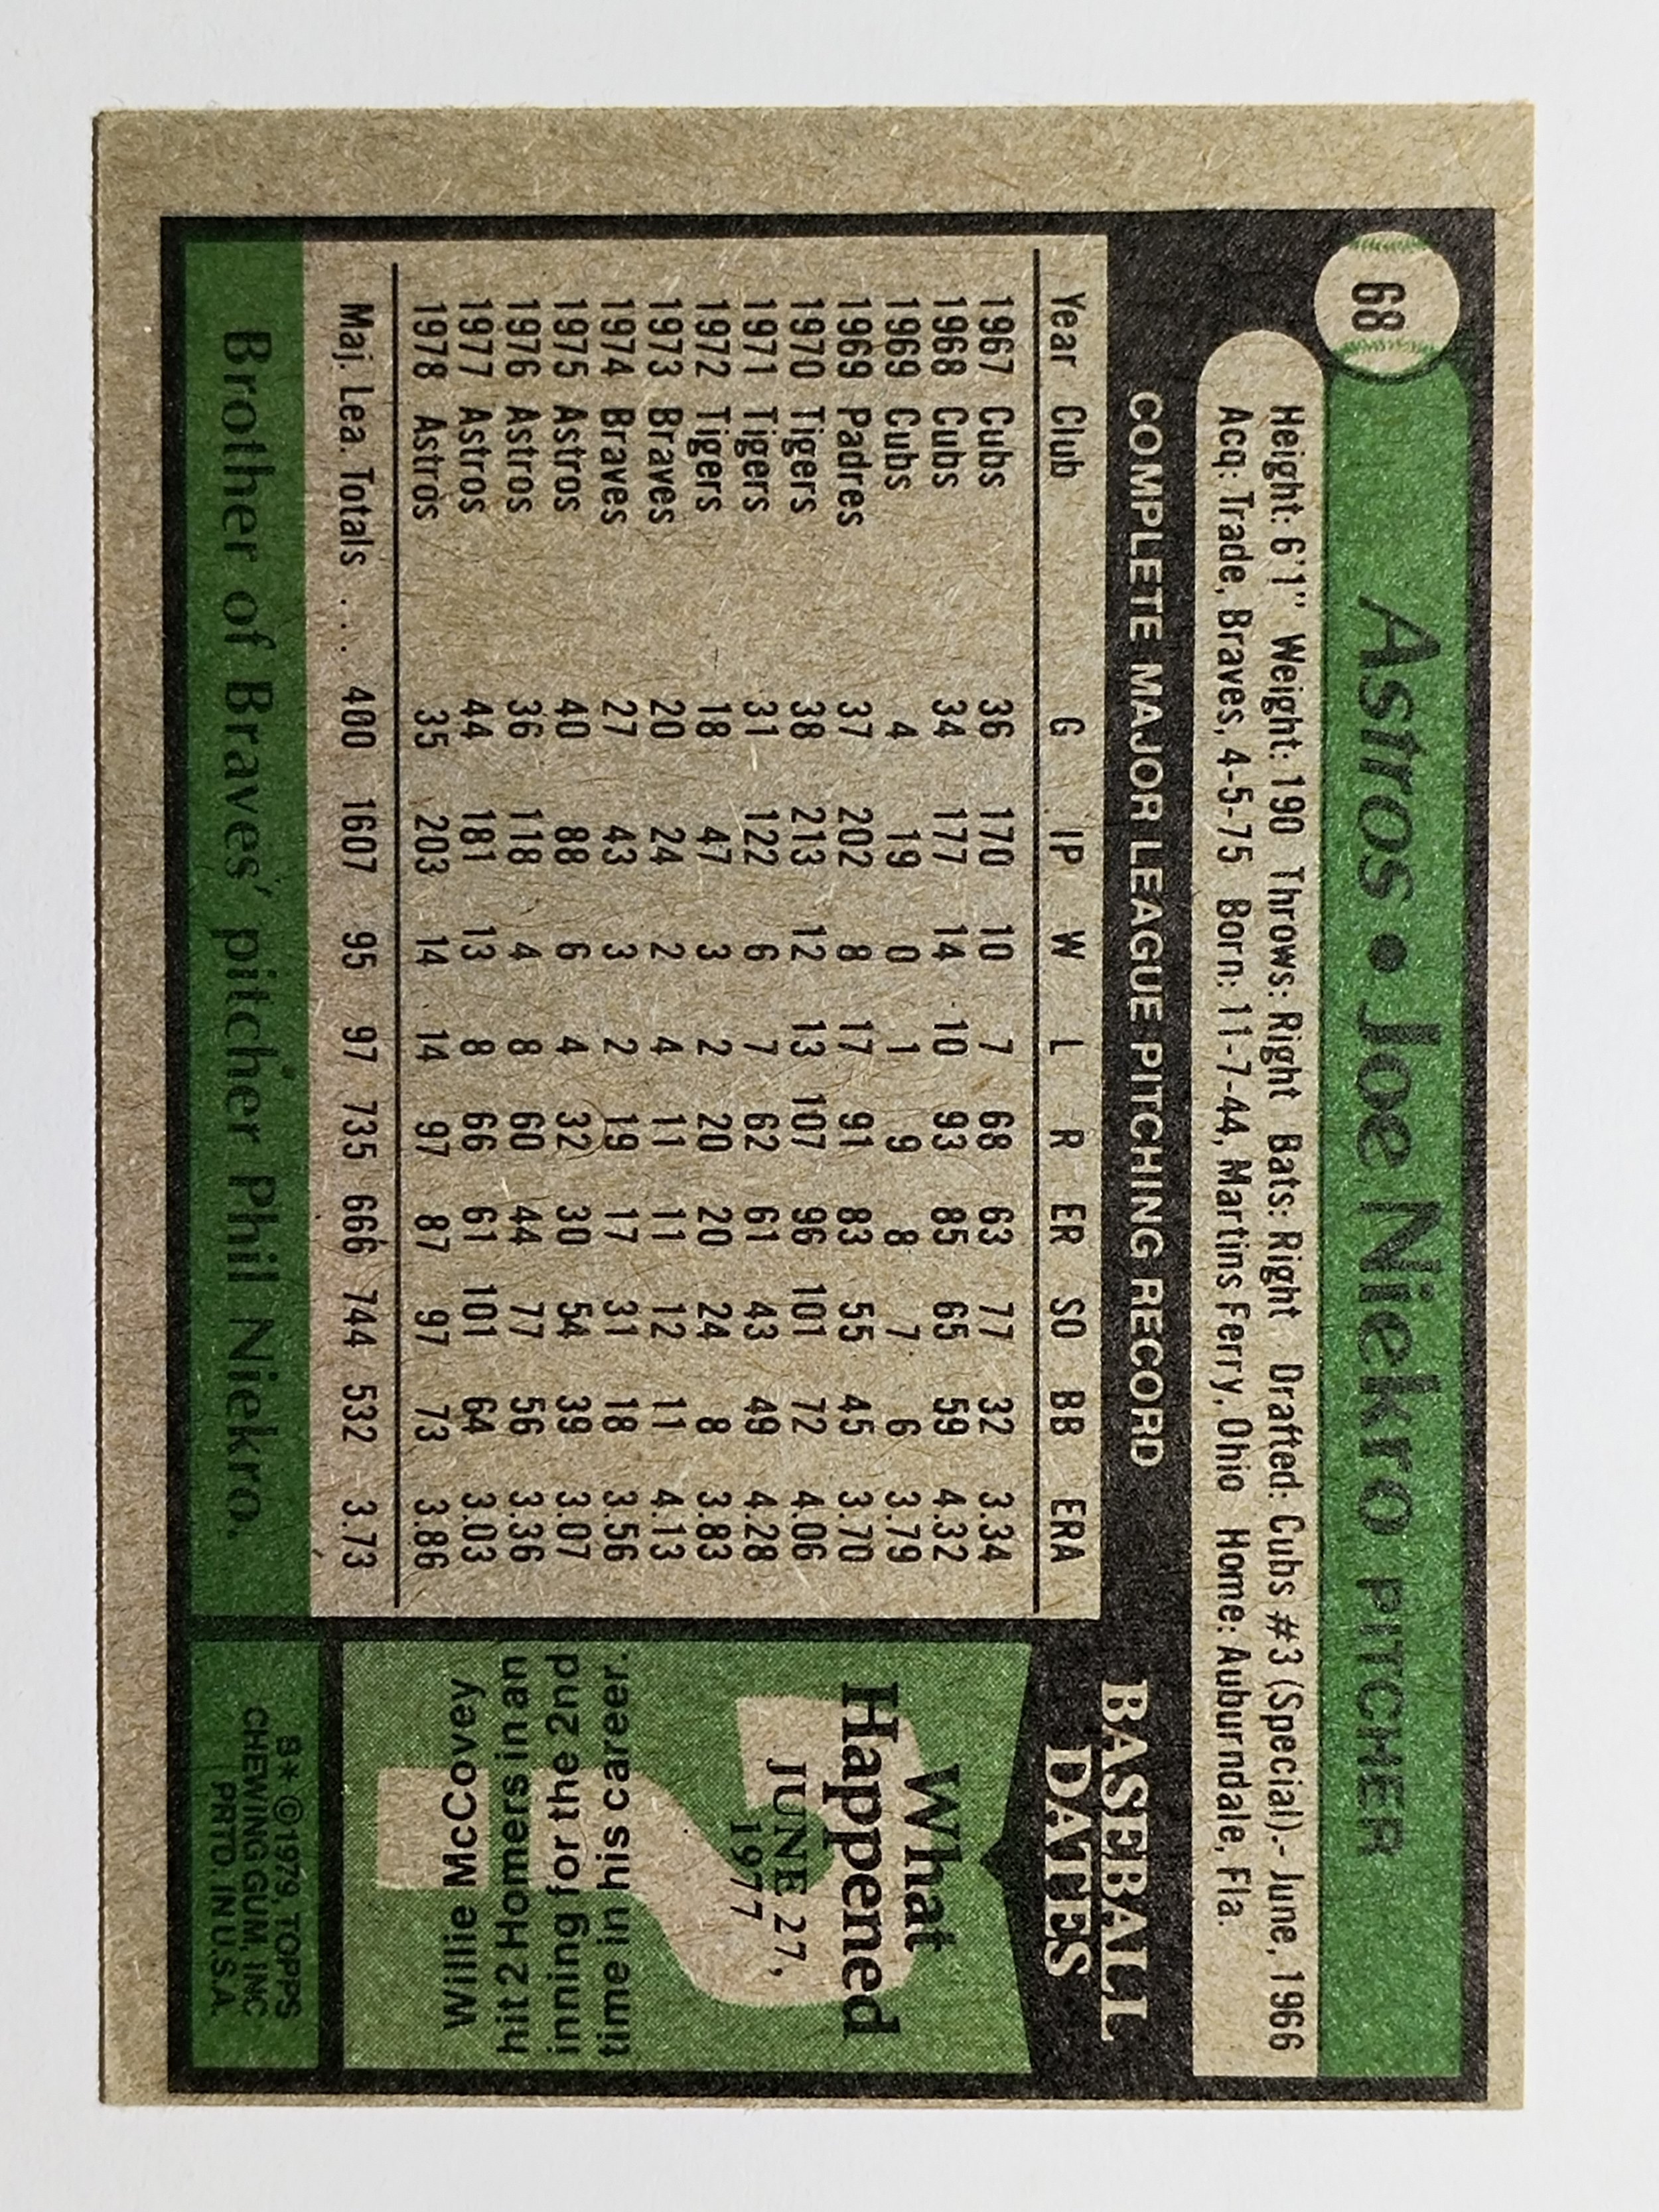 68
Astros • Joe Niekro PITCHER
Height: 6'1" Weight: 190 Throws: Right Bats: Right Drafted: Cubs #3 (Special)- June, 1966
Acq: Trade, Braves, 4-5-75 Born: 11-7-44, Martins Ferry, Ohio Home: Auburndale, Fla.
COMPLETE MAJOR LEAGUE PITCHING RECORD
Year Club G IP W L R ER SO BB ERA
1967 Cubs 36 170 10 7 68 63 77 32 3.34
1968 Cubs 34 177 14 10 93 85 65 59 4.32
1969 Cubs 4 19 0 1 9 8 7 6 3.79
1969 Padres 37 202 8 17 91 83 55 45 3.70
1970 Tigers 38 213 12 13 107 96 101 72 4.06
1971 Tigers 31 122 6 7 62 61 43 49 4.28
1972 Tigers 18 47 3 2 20 20 24 8 3.83
1973 Braves 20 24 2 4 11 11 12 11 4.13
1974 Braves 27 43 3 2 19 17 31 18 3.56
1975 Astros 40 88 6 4 32 30 54 39 3.07
1976 Astros 36 118 4 8 60 44 77 56 3.36
1977 Astros 44 181 13 8 66 61 101 64 3.03
1978 Astros 35 203 14 14 97 87 97 73 3.86
Maj. Lea. Totals .... 400 1607 95 97 735 666 744 532 3.73
Brother of Braves' pitcher Phil Niekro.
BASEBALL
DATES
What
Happened
JUNE 27,
1977
Willie McCovey
hit 2 Homers in an
inning for the 2nd
time in his career.
B* ©1979, TOPPS
CHEWING GUM, INC
PRTD. IN U.S.A.